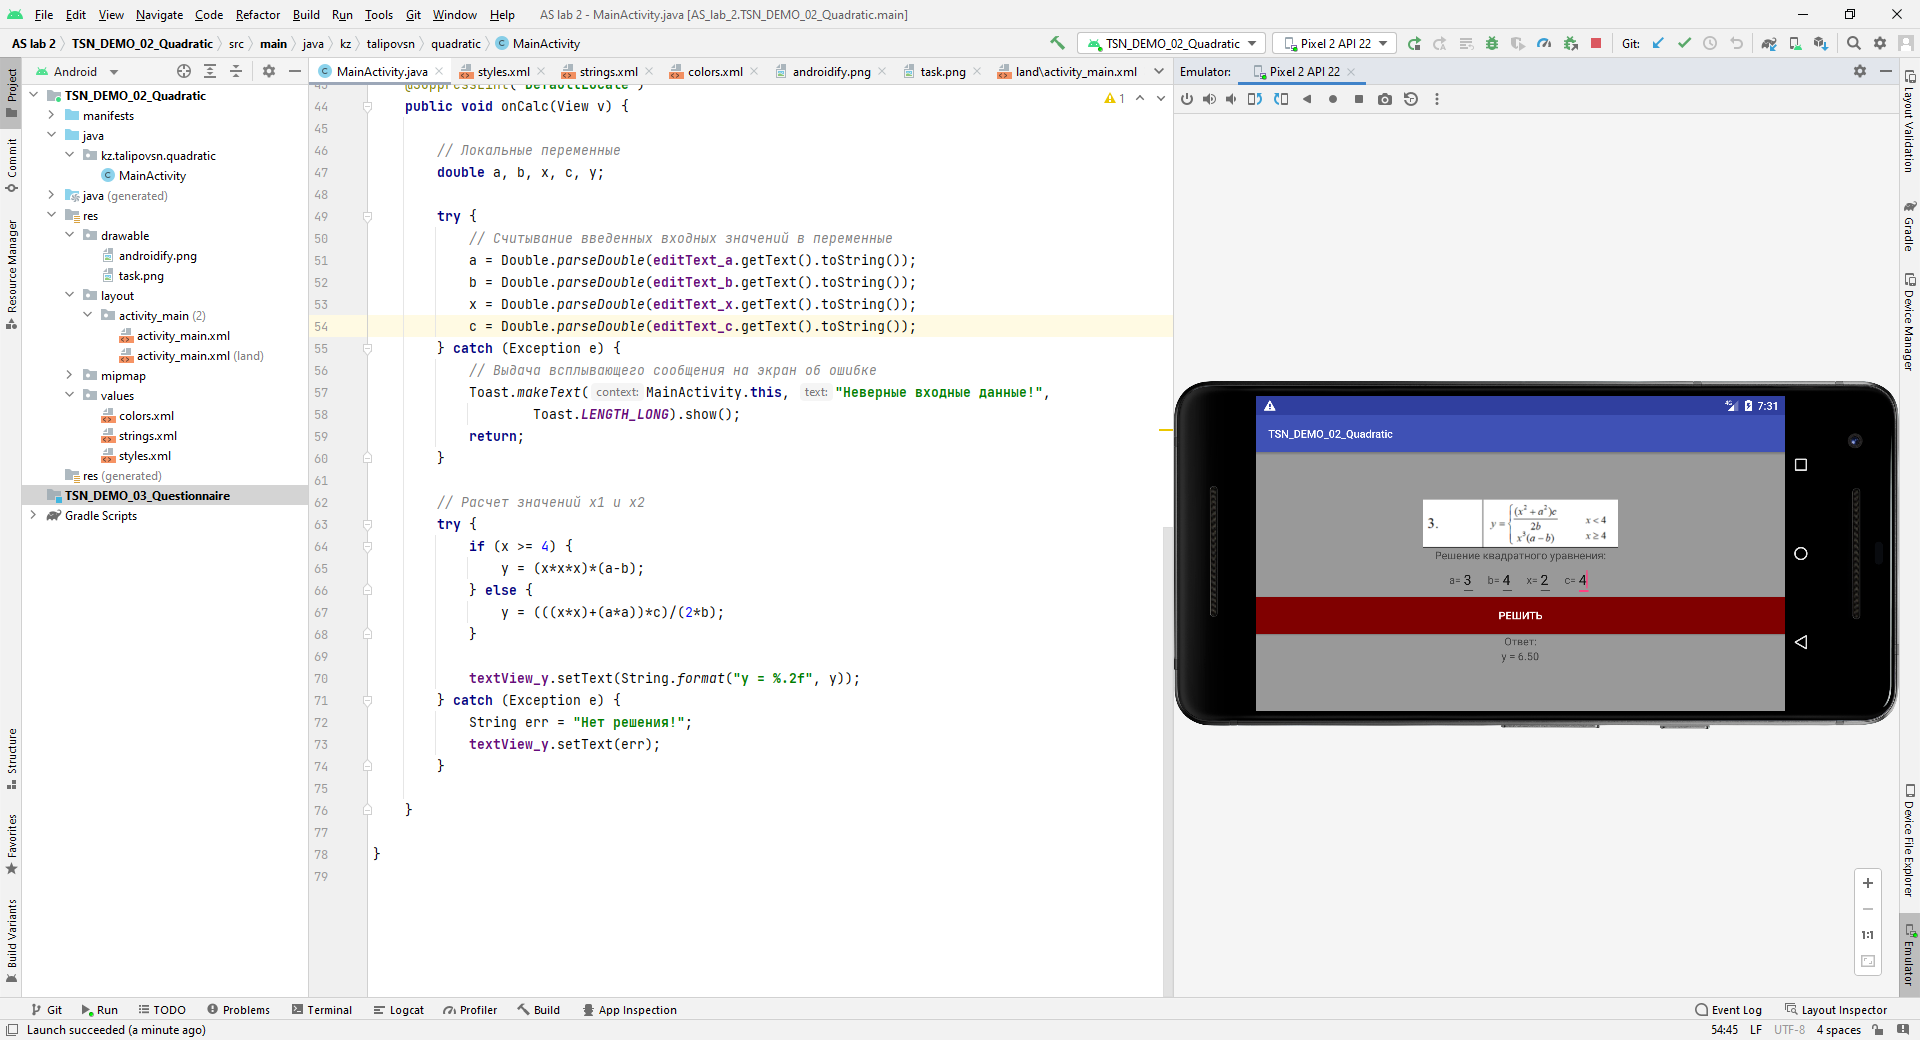 File Edit View Navigate Code Refactor Build Run Tools Git Window Help AS lab 2 - MainActivity.java [AS_lab_2.TSN_DEMO_02_Quadratic.main]
AS lab 2 TSN_DEMO_02_Quadratic src main java kz talipovsn quadratic MainActivity
TSN_DEMO_02_Quadratic Pixel 2 API 22 Git:
Project
Commit
Resource Manager
Structure
Favorites
Build Variants
Android
TSN_DEMO_02_Quadratic
manifests
java
kz.talipovsn.quadratic
MainActivity
java (generated)
res
drawable
androidify.png
task.png
layout
activity_main (2)
activity_main.xml
activity_main.xml (land)
mipmap
values
colors.xml
strings.xml
styles.xml
res (generated)
TSN_DEMO_03_Questionnaire
Gradle Scripts
MainActivity.java styles.xml strings.xml colors.xml androidify.png task.png land\activity_main.xml
1
43 @SuppressLint("DefaultLocale")
44 public void onCalc(View v) {
45
46 // Локальные переменные
47 double a, b, x, c, y;
48
49 try {
50 // Считывание введенных входных значений в переменные
51 a = Double.parseDouble(editText_a.getText().toString());
52 b = Double.parseDouble(editText_b.getText().toString());
53 x = Double.parseDouble(editText_x.getText().toString());
54 c = Double.parseDouble(editText_c.getText().toString());
55 } catch (Exception e) {
56 // Выдача всплывающего сообщения на экран об ошибке
57 Toast.makeText( context: MainActivity.this, text: "Неверные входные данные!",
58 Toast.LENGTH_LONG).show();
59 return;
60 }
61
62 // Расчет значений x1 и x2
63 try {
64 if (x >= 4) {
65 y = (x*x*x)*(a-b);
66 } else {
67 y = (((x*x)+(a*a))*c)/(2*b);
68 }
69
70 textView_y.setText(String.format("y = %.2f", y));
71 } catch (Exception e) {
72 String err = "Нет решения!";
73 textView_y.setText(err);
74 }
75
76 }
77
78 }
79
Emulator: Pixel 2 API 22
4G 7:31
TSN_DEMO_02_Quadratic
3. y = { (x² + a²)c / 2b x < 4
x³(a − b) x ≥ 4
Решение квадратного уравнения:
a= 3 b= 4 x= 2 c= 4
РЕШИТЬ
Ответ:
y = 6.50
1:1
Layout Validation
Gradle
Device Manager
Device File Explorer
Emulator
Git Run TODO Problems Terminal Logcat Profiler Build App Inspection Event Log Layout Inspector
Launch succeeded (a minute ago) 54:45 LF UTF-8 4 spaces